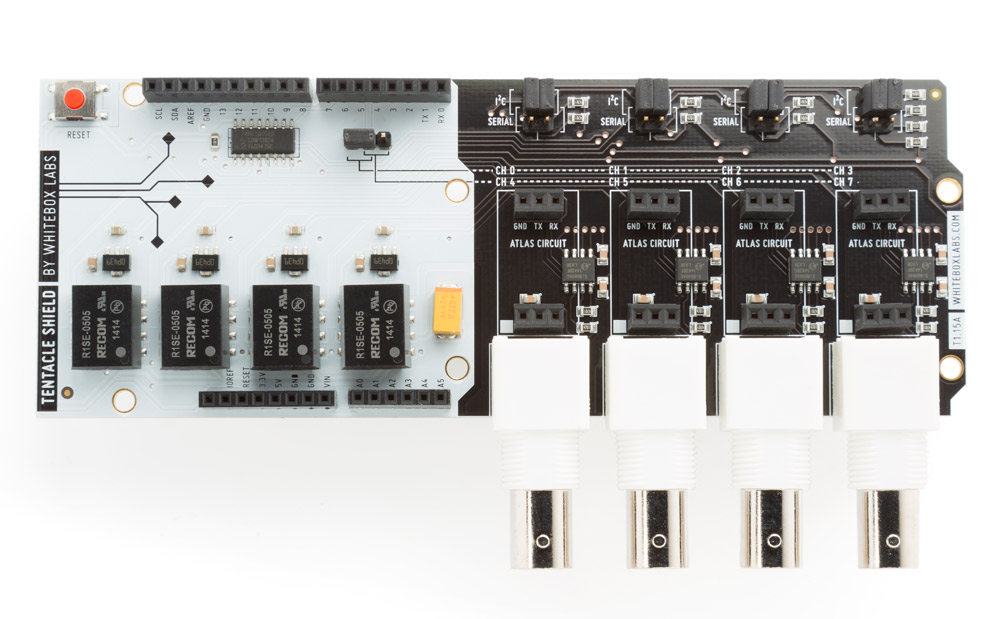 RESET
SCL
SDA
AREF
GND
13
12
11
10
9
8
7
6
5
4
3
2
TX 1
RX 0
I²C
SERIAL
I²C
SERIAL
I²C
SERIAL
I²C
SERIAL
CH 0 CH 1 CH 2 CH 3
CH 4 CH 5 CH 6 CH 7
GND TX RX
GND TX RX
GND TX RX
GND TX RX
ATLAS CIRCUIT
ATLAS CIRCUIT
ATLAS CIRCUIT
ATLAS CIRCUIT
TENTACLE SHIELD BY WHITEBOX LABS
R1SE-0505
RECOM
1414
R1SE-0505
RECOM
1414
R1SE-0505
RECOM
1414
R1SE-0505
RECOM
1414
IOREF
RESET
3.3V
5V
GND
GND
VIN
A0
A1
A2
A3
A4
A5
T1.15A WHITEBOXLABS.COM